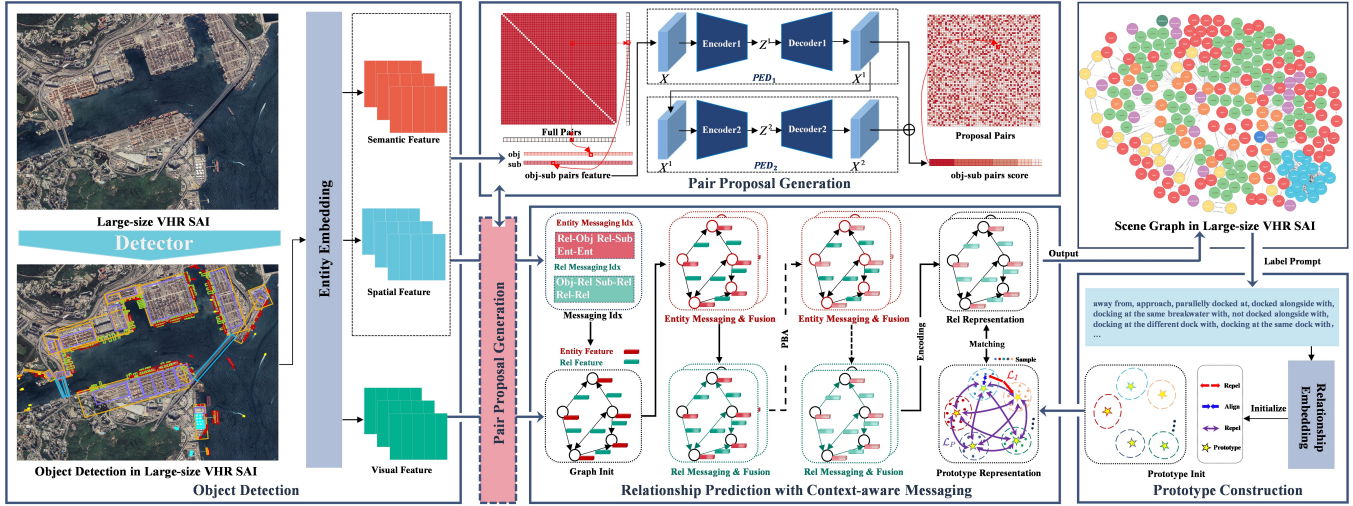 Large-size VHR SAI
Detector
Object Detection in Large-size VHR SAI
Object Detection
Entity Embedding
Semantic Feature
Spatial Feature
Visual Feature
Full Pairs
obj
sub
obj-sub pairs feature
X
Encoder1
Z¹
Decoder1
X¹
PED₁
X¹
Encoder2
Z²
Decoder2
X²
PED₂
Proposal Pairs
obj-sub pairs score
Pair Proposal Generation
Pair Proposal Generation
Entity Messaging Idx
Rel-Obj Rel-Sub
Ent-Ent
Rel Messaging Idx
Obj-Rel Sub-Rel
Rel-Rel
Messaging Idx
Entity Feature
Rel Feature
Graph Init
Entity Messaging & Fusion
Rel Messaging & Fusion
PBA
Entity Messaging & Fusion
Rel Messaging & Fusion
Encoding
Rel Representation
Matching
Sample
ℒ_I
ℒ_P
Prototype Representation
Relationship Prediction with Context-aware Messaging
Output
Scene Graph in Large-size VHR SAI
Label Prompt
away from, approach, parallelly docked at, docked alongside with,
docking at the same breakwater with, not docked alongside with,
docking at the different dock with, docking at the same dock with,
...
Relationship
Embedding
Initialize
Repel
Align
Repel
Prototype
Prototype Init
Prototype Construction